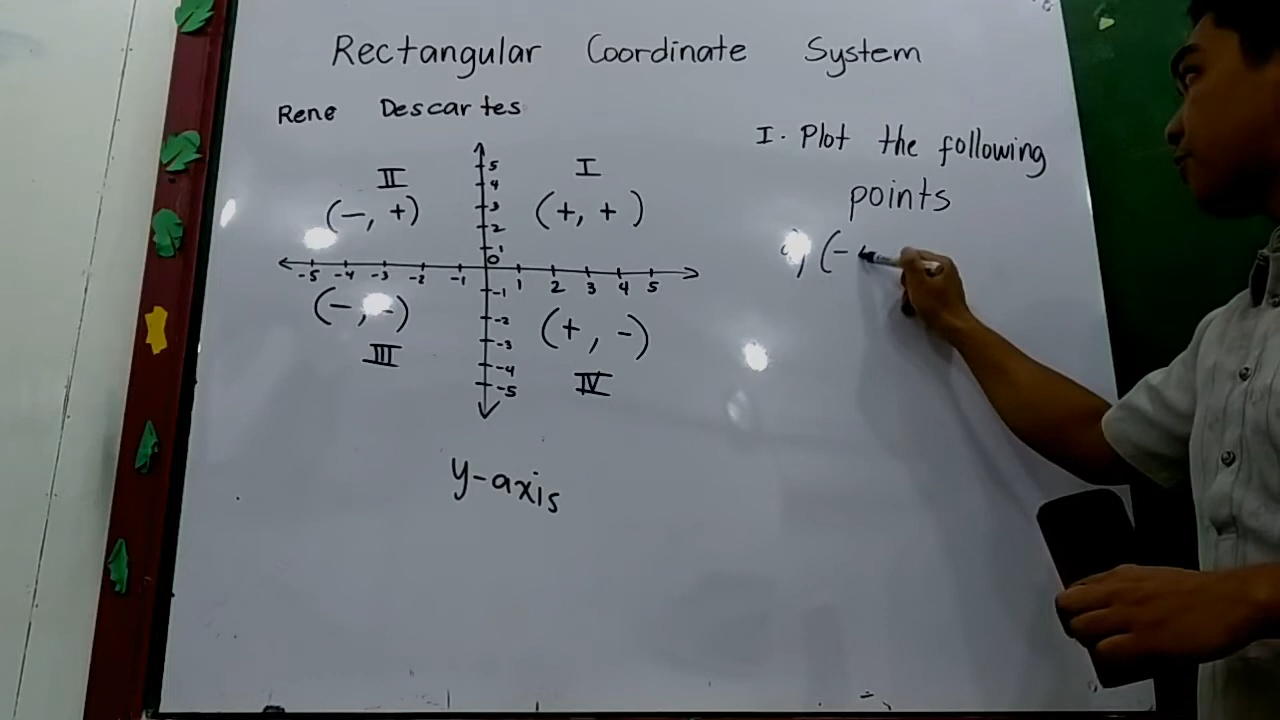 Rectangular Coordinate System
Rene Descartes
I. Plot the following
points
(-
II
I
(-, +)
(+, +)
5
4
3
2
1
0
-5 -4 -3 -2 -1 1 2 3 4 5
-1
-2
-3
-4
-5
(-, -)
(+, -)
III
IV
y-axis